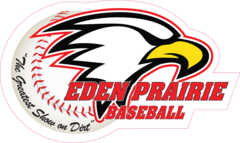 "The Greatest Show on Dirt"
EDEN PRAIRIE
BASEBALL